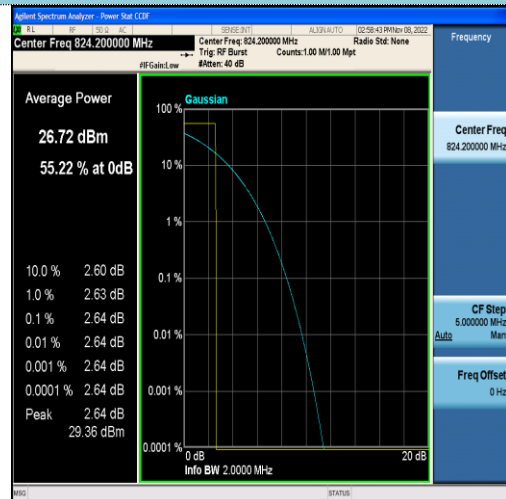 Agilent Spectrum Analyzer - Power Stat CCDF
RL RF 50 Ω AC SENSE:INT ALIGN AUTO 02:58:43 PM Nov 08, 2022
Center Freq 824.200000 MHz
Center Freq: 824.200000 MHz Radio Std: None
Trig: RF Burst Counts:1.00 M/1.00 Mpt
#IFGain:Low #Atten: 40 dB
Frequency
Average Power
26.72 dBm
55.22 % at 0dB
10.0 % 2.60 dB
1.0 % 2.63 dB
0.1 % 2.64 dB
0.01 % 2.64 dB
0.001 % 2.64 dB
0.0001 % 2.64 dB
Peak 2.64 dB
29.36 dBm
Gaussian
100 %
10 %
1 %
0.1 %
0.01 %
0.001 %
0.0001 %
0 dB 20 dB
Info BW 2.0000 MHz
Center Freq
824.200000 MHz
CF Step
5.000000 MHz
Auto Man
Freq Offset
0 Hz
MSG STATUS